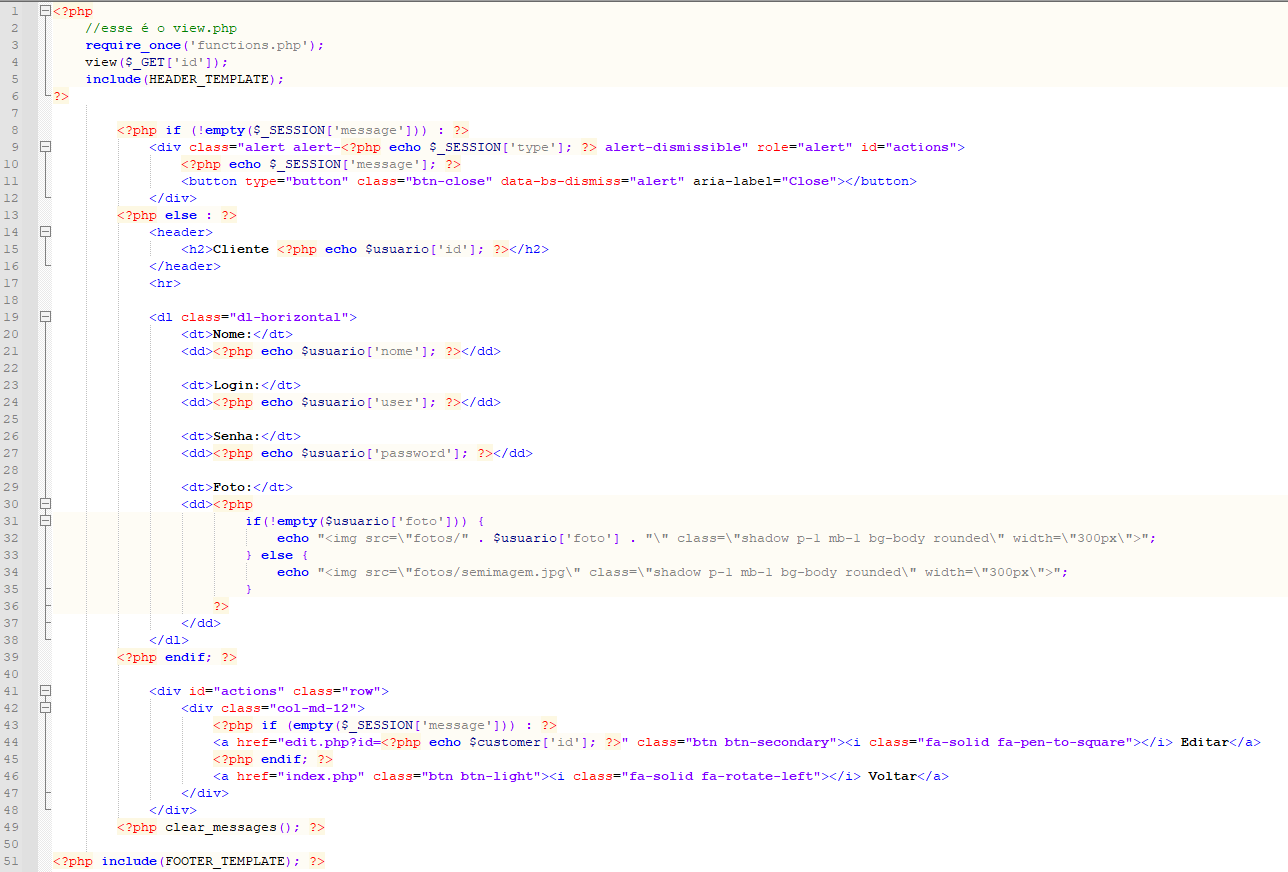 1 <?php
2 //esse é o view.php
3 require_once('functions.php');
4 view($_GET['id']);
5 include(HEADER_TEMPLATE);
6 ?>
7
8 <?php if (!empty($_SESSION['message'])) : ?>
9 <div class="alert alert-<?php echo $_SESSION['type']; ?> alert-dismissible" role="alert" id="actions">
10 <?php echo $_SESSION['message']; ?>
11 <button type="button" class="btn-close" data-bs-dismiss="alert" aria-label="Close"></button>
12 </div>
13 <?php else : ?>
14 <header>
15 <h2>Cliente <?php echo $usuario['id']; ?></h2>
16 </header>
17 <hr>
18
19 <dl class="dl-horizontal">
20 <dt>Nome:</dt>
21 <dd><?php echo $usuario['nome']; ?></dd>
22
23 <dt>Login:</dt>
24 <dd><?php echo $usuario['user']; ?></dd>
25
26 <dt>Senha:</dt>
27 <dd><?php echo $usuario['password']; ?></dd>
28
29 <dt>Foto:</dt>
30 <dd><?php
31 if(!empty($usuario['foto'])) {
32 echo "<img src=\"fotos/" . $usuario['foto'] . "\" class=\"shadow p-1 mb-1 bg-body rounded\" width=\"300px\">";
33 } else {
34 echo "<img src=\"fotos/semimagem.jpg\" class=\"shadow p-1 mb-1 bg-body rounded\" width=\"300px\">";
35 }
36 ?>
37 </dd>
38 </dl>
39 <?php endif; ?>
40
41 <div id="actions" class="row">
42 <div class="col-md-12">
43 <?php if (empty($_SESSION['message'])) : ?>
44 <a href="edit.php?id=<?php echo $customer['id']; ?>" class="btn btn-secondary"><i class="fa-solid fa-pen-to-square"></i> Editar</a>
45 <?php endif; ?>
46 <a href="index.php" class="btn btn-light"><i class="fa-solid fa-rotate-left"></i> Voltar</a>
47 </div>
48 </div>
49 <?php clear_messages(); ?>
50
51 <?php include(FOOTER_TEMPLATE); ?>